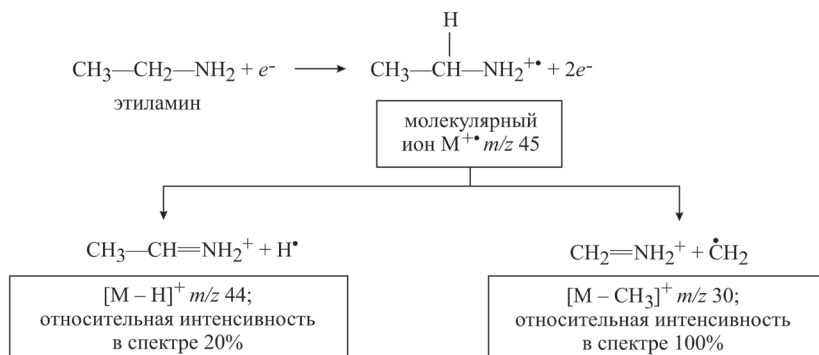 H
CH3—CH2—NH2 + e- → CH3—CH—NH2+• + 2e-
этиламин
молекулярный
ион M+• m/z 45
CH3—CH=NH2+ + H•
CH2=NH2+ + ĊH2
[M – H]+ m/z 44;
относительная интенсивность
в спектре 20%
[M – CH3]+ m/z 30;
относительная интенсивность
в спектре 100%